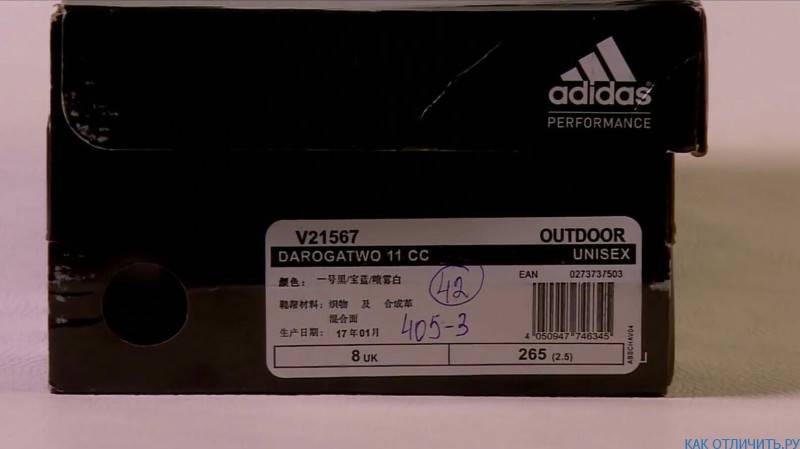 adidas
PERFORMANCE
V21567 OUTDOOR
DAROGATWO 11 CC UNISEX
颜色: 一号黑/宝蓝/喷雾白 42 EAN 027373/503
鞋帮材料: 织物 及 合成革
混合面
生产日期: 17年01月 405-3
4 050947 746345
ABSCHAV04
8 UK 265 (2.5)
КАК ОТЛИЧИТЬ.РУ